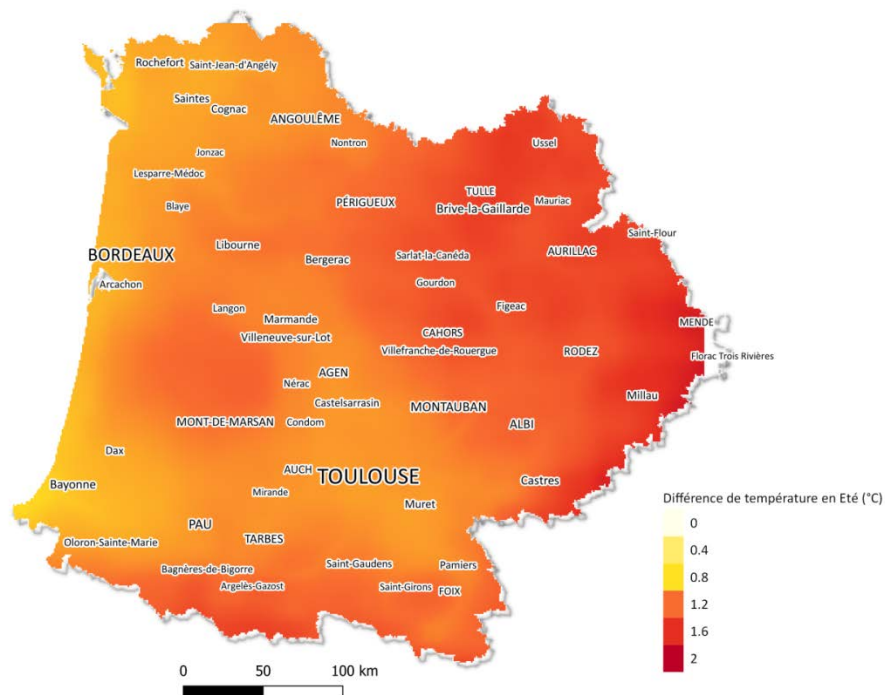 Rochefort
Saint-Jean-d'Angély
Saintes
Cognac
ANGOULÊME
Nontron
Ussel
Jonzac
Lesparre-Médoc
Blaye
PÉRIGUEUX
TULLE
Brive-la-Gaillarde
Mauriac
Saint-Flour
BORDEAUX
Libourne
Bergerac
Sarlat-la-Canéda
AURILLAC
Arcachon
Gourdon
Langon
Marmande
Figeac
MENDE
Villeneuve-sur-Lot
CAHORS
Villefranche-de-Rouergue
RODEZ
Florac Trois Rivières
AGEN
Nérac
Castelsarrasin
MONTAUBAN
Millau
MONT-DE-MARSAN
Condom
ALBI
Dax
AUCH
TOULOUSE
Bayonne
Mirande
Castres
Muret
PAU
TARBES
Oloron-Sainte-Marie
Bagnères-de-Bigorre
Saint-Gaudens
Pamiers
Argelès-Gazost
Saint-Girons
FOIX
Différence de température en Eté (°C)
0
0.4
0.8
1.2
1.6
2
0 50 100 km